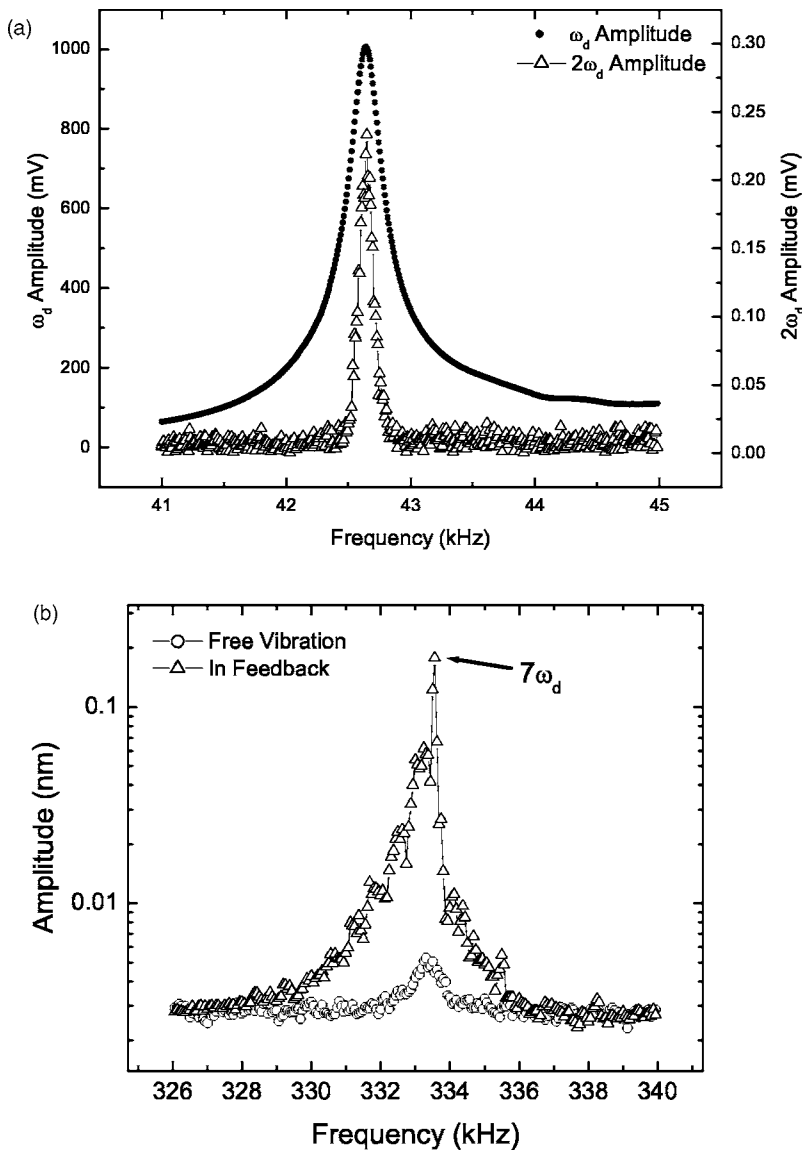 (a)
ω_d Amplitude
2ω_d Amplitude
1000
800
600
400
200
0
ω_d Amplitude (mV)
0.30
0.25
0.20
0.15
0.10
0.05
0.00
2ω_d Amplitude (mV)
41 42 43 44 45
Frequency (kHz)
(b)
Free Vibration
In Feedback
7ω_d
0.1
0.01
Amplitude (nm)
326 328 330 332 334 336 338 340
Frequency (kHz)